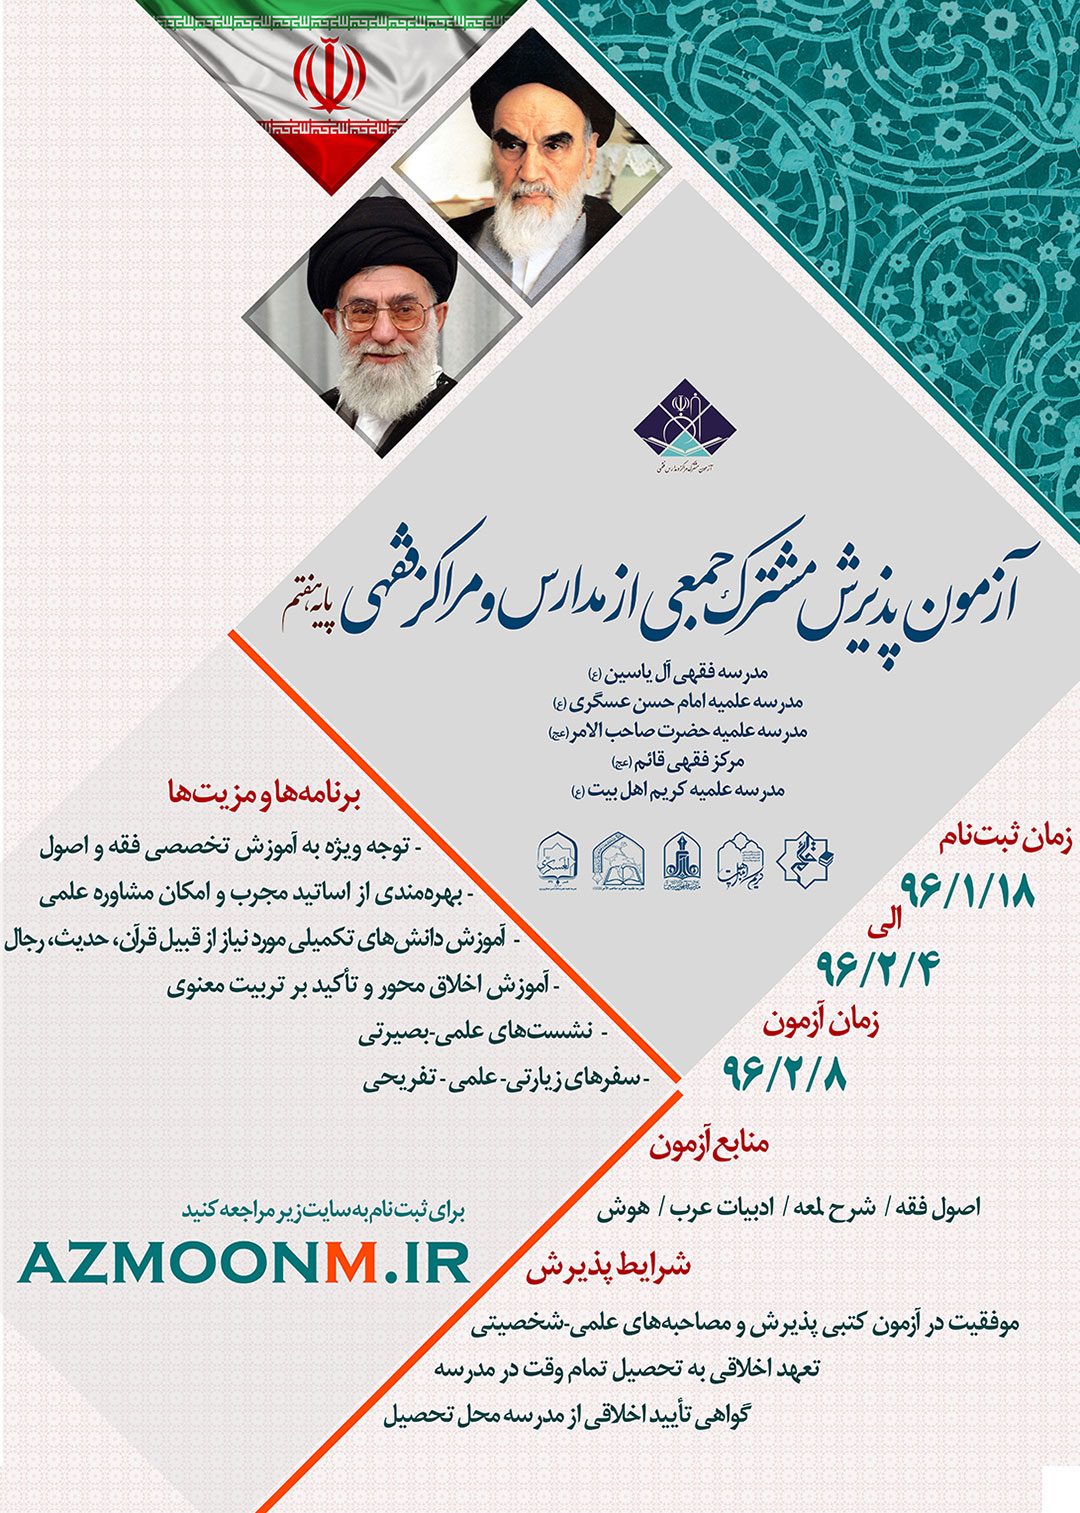 آزمون مشترک مراکز و مدارس فقهی
آزمون پذیرش مشترک جمعی از مدارس و مراکز فقهی پایه هفتم
مدرسه فقهی آل یاسین (ع)
مدرسه علمیه امام حسن عسگری (ع)
مدرسه علمیه حضرت صاحب الامر (عج)
مرکز فقهی قائم (عج)
مدرسه علمیه کریم اهل بیت (ع)
زمان ثبت‌نام
۹۶/۱/۱۸
الی
۹۶/۲/۴
زمان آزمون
۹۶/۲/۸
برنامه‌ها و مزیت‌ها
- توجه ویژه به آموزش تخصصی فقه و اصول
- بهره‌مندی از اساتید مجرب و امکان مشاوره علمی
- آموزش دانش‌های تکمیلی مورد نیاز از قبیل قرآن، حدیث، رجال
- آموزش اخلاق محور و تأکید بر تربیت معنوی
- نشست‌های علمی-بصیرتی
- سفرهای زیارتی- علمی - تفریحی
منابع آزمون
اصول فقه / شرح لمعه / ادبیات عرب / هوش
شرایط پذیرش
موفقیت در آزمون کتبی پذیرش و مصاحبه‌های علمی-شخصیتی
تعهد اخلاقی به تحصیل تمام وقت در مدرسه
گواهی تأیید اخلاقی از مدرسه محل تحصیل
برای ثبت نام به سایت زیر مراجعه کنید
AZMOONM.IR